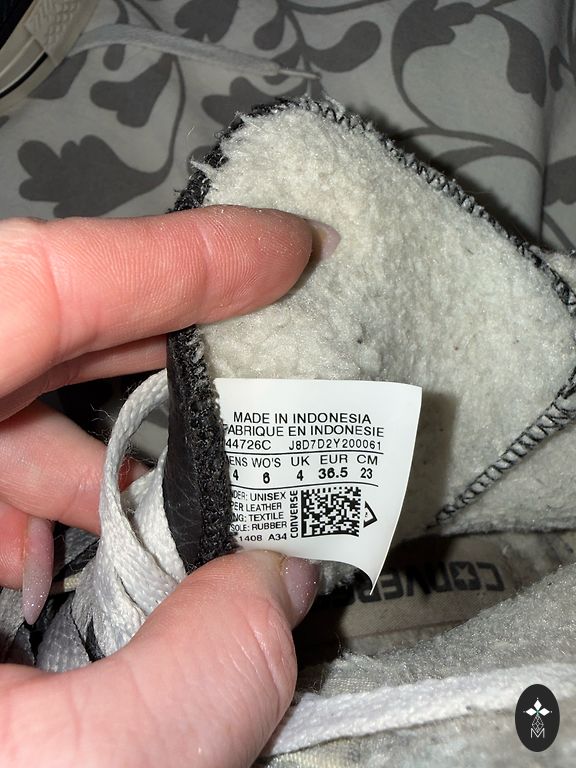 MADE IN INDONESIA
FABRIQUE EN INDONESIE
44726C J8D7D2Y200061
ENS WO'S UK EUR CM
4 6 4 36.5 23
DER: UNISEX
PER LEATHER
NG: TEXTILE
SOLE: RUBBER
1408 A34
CONVERSE
CONVERS
M